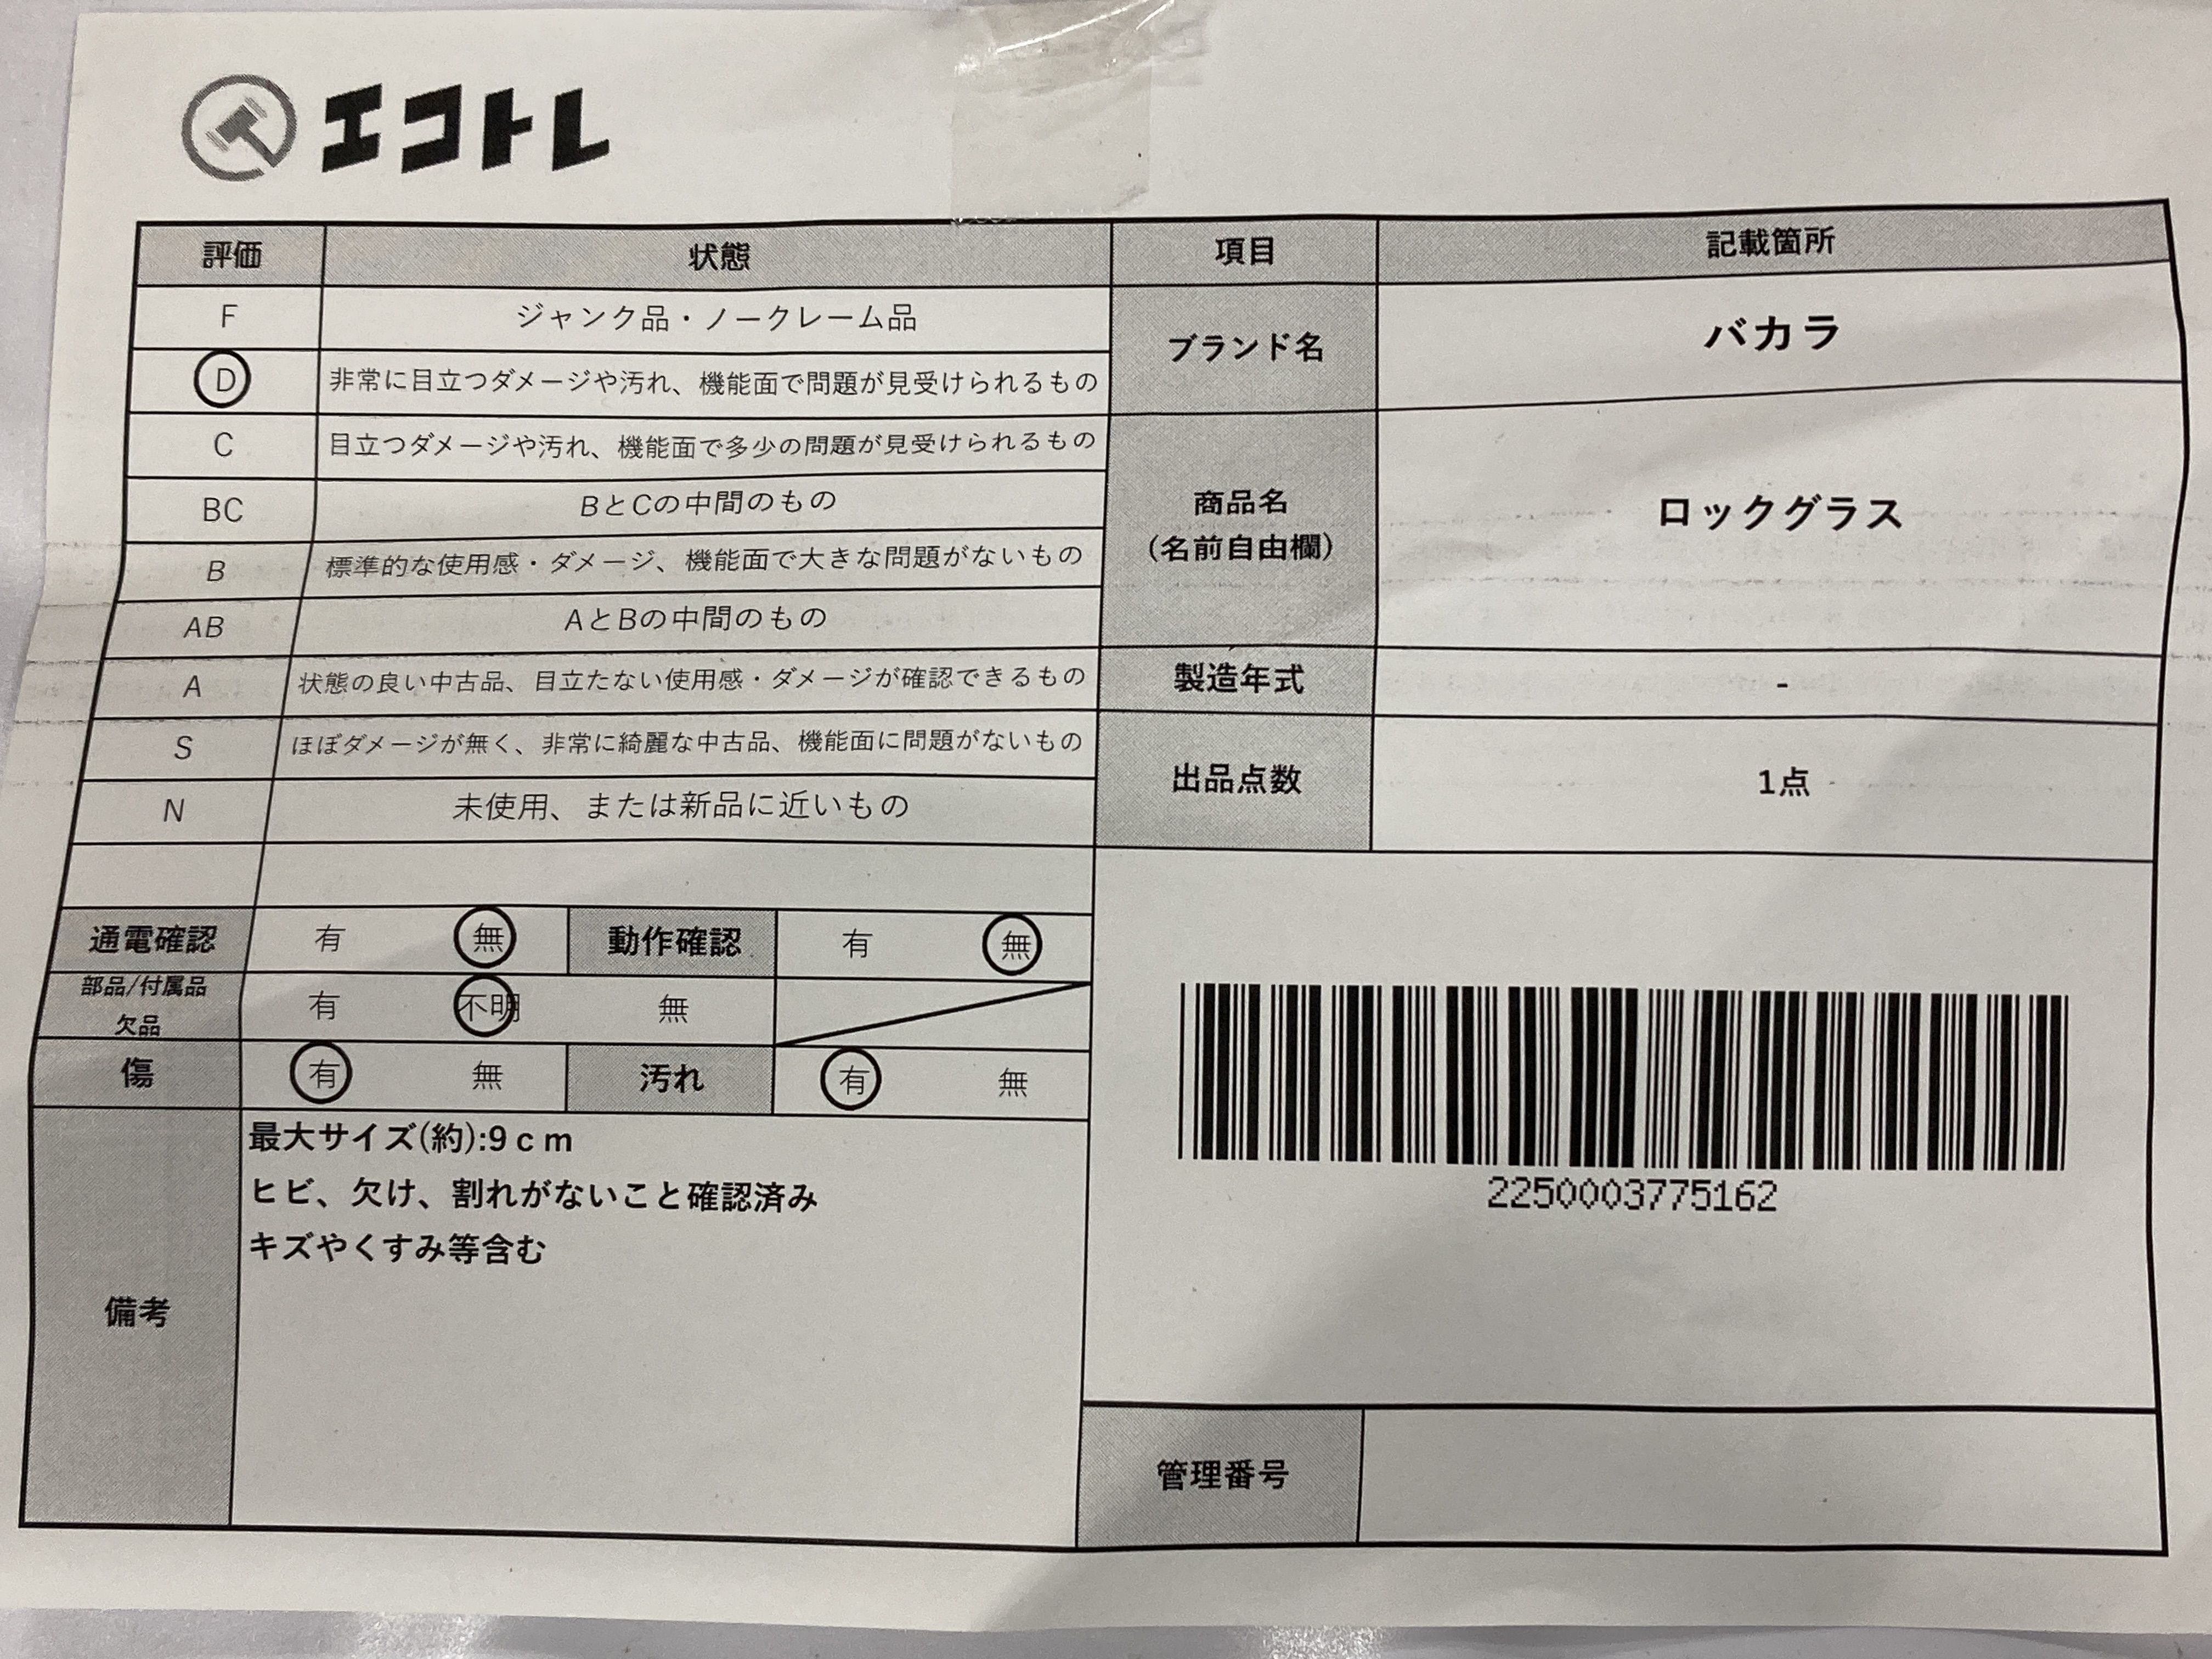 エコトレ
評価 状態 項目 記載箇所
F ジャンク品・ノークレーム品
D 非常に目立つダメージや汚れ、機能面で問題が見受けられるもの
C 目立つダメージや汚れ、機能面で多少の問題が見受けられるもの
BC BとCの中間のもの
B 標準的な使用感・ダメージ、機能面で大きな問題がないもの
AB AとBの中間のもの
A 状態の良い中古品、目立たない使用感・ダメージが確認できるもの
S ほぼダメージが無く、非常に綺麗な中古品、機能面に問題がないもの
N 未使用、または新品に近いもの
ブランド名 バカラ
商品名
(名前自由欄)
ロックグラス
製造年式 -
出品点数 1点
通電確認 有 無 動作確認 有 無
部品/付属品
欠品
有 不明 無
傷 有 無 汚れ 有 無
備考
最大サイズ(約):9cm
ヒビ、欠け、割れがないこと確認済み
キズやくすみ等含む
2250003775162
管理番号